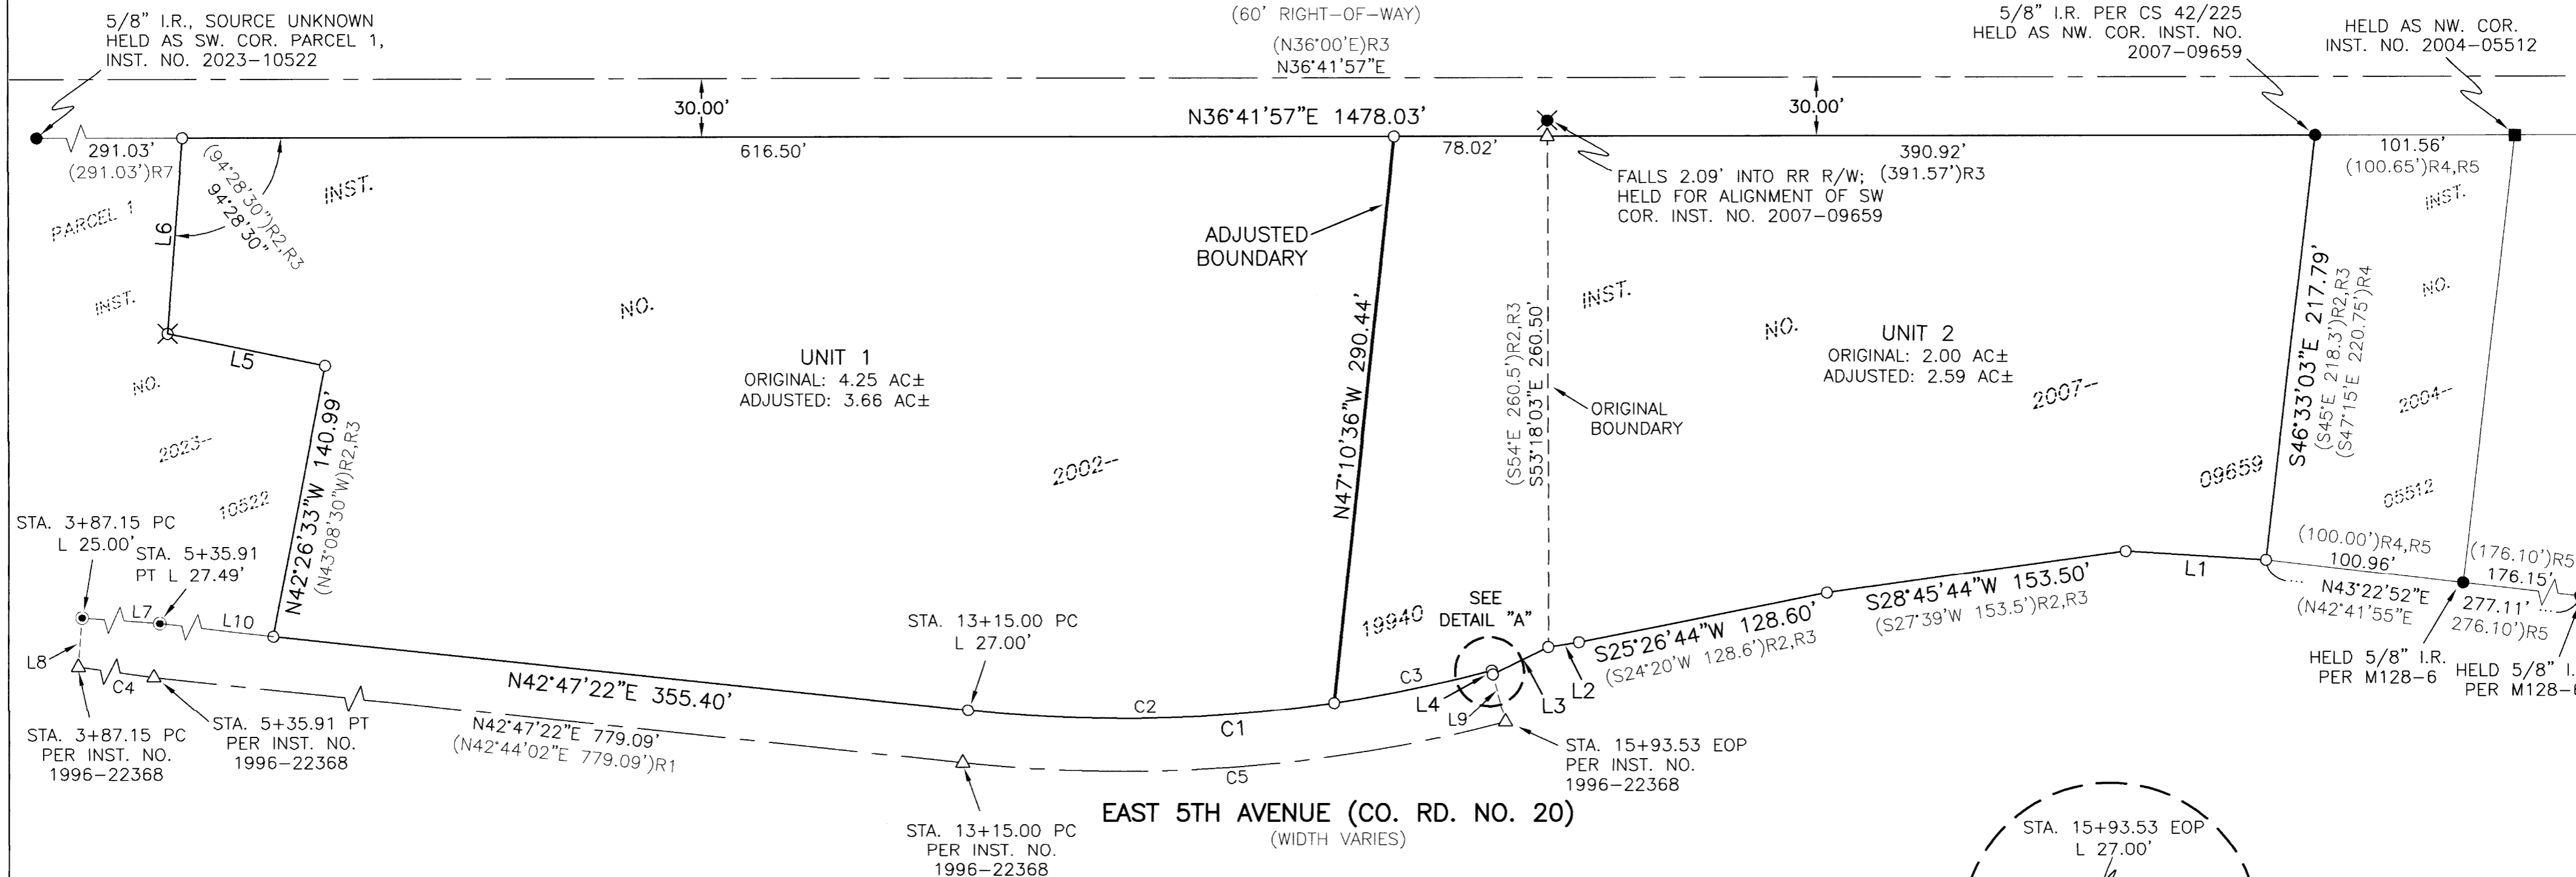 5/8" I.R., SOURCE UNKNOWN
HELD AS SW. COR. PARCEL 1,
INST. NO. 2023-10522
(60' RIGHT-OF-WAY)
(N36°00'E)R3
N36°41'57"E
5/8" I.R. PER CS 42/225
HELD AS NW. COR. INST. NO.
2007-09659
HELD AS NW. COR.
INST. NO. 2004-05512
30.00'
N36°41'57"E 1478.03'
30.00'
291.03'
(291.03')R7
616.50'
78.02'
390.92'
(391.57')R3
101.56'
(100.65')R4,R5
FALLS 2.09' INTO RR R/W;
HELD FOR ALIGNMENT OF SW
COR. INST. NO. 2007-09659
(94°28'30")R2,R3
94°28'30"
L6
PARCEL 1
INST.
NO.
2023-
10522
INST.
NO.
2002-
19940
ADJUSTED
BOUNDARY
L5
UNIT 1
ORIGINAL: 4.25 AC±
ADJUSTED: 3.66 AC±
N42°26'33"W 140.99'
(N43°08'30"W)R2,R3
N47°10'36"W 290.44'
(S54°E 260.5')R2,R3
S53°18'03"E 260.50'
ORIGINAL
BOUNDARY
INST.
NO.
2007-
09659
UNIT 2
ORIGINAL: 2.00 AC±
ADJUSTED: 2.59 AC±
S46°33'03"E 217.79'
(S45°E 218.3')R2,R3
(S47°15'E 220.75')R4
INST.
NO.
2004-
05512
STA. 3+87.15 PC
L 25.00'
STA. 5+35.91
PT L 27.49'
L7
L10
L8
C4
STA. 3+87.15 PC
PER INST. NO.
1996-22368
STA. 5+35.91 PT
PER INST. NO.
1996-22368
N42°47'22"E 355.40'
N42°47'22"E 779.09'
(N42°44'02"E 779.09')R1
STA. 13+15.00 PC
L 27.00'
C2
C1
C3
C5
SEE
DETAIL "A"
L4
L9
L3
L2
S25°26'44"W 128.60'
(S24°20'W 128.6')R2,R3
S28°45'44"W 153.50'
(S27°39'W 153.5')R2,R3
L1
(100.00')R4,R5
100.96'
(176.10')R5
176.15'
N43°22'52"E
277.11'
(N42°41'55"E
276.10')R5
HELD 5/8" I.R.
PER M128-6
HELD 5/8" I.
PER M128-6
STA. 15+93.53 EOP
PER INST. NO.
1996-22368
STA. 13+15.00 PC
PER INST. NO.
1996-22368
EAST 5TH AVENUE (CO. RD. NO. 20)
(WIDTH VARIES)
STA. 15+93.53 EOP
L 27.00'